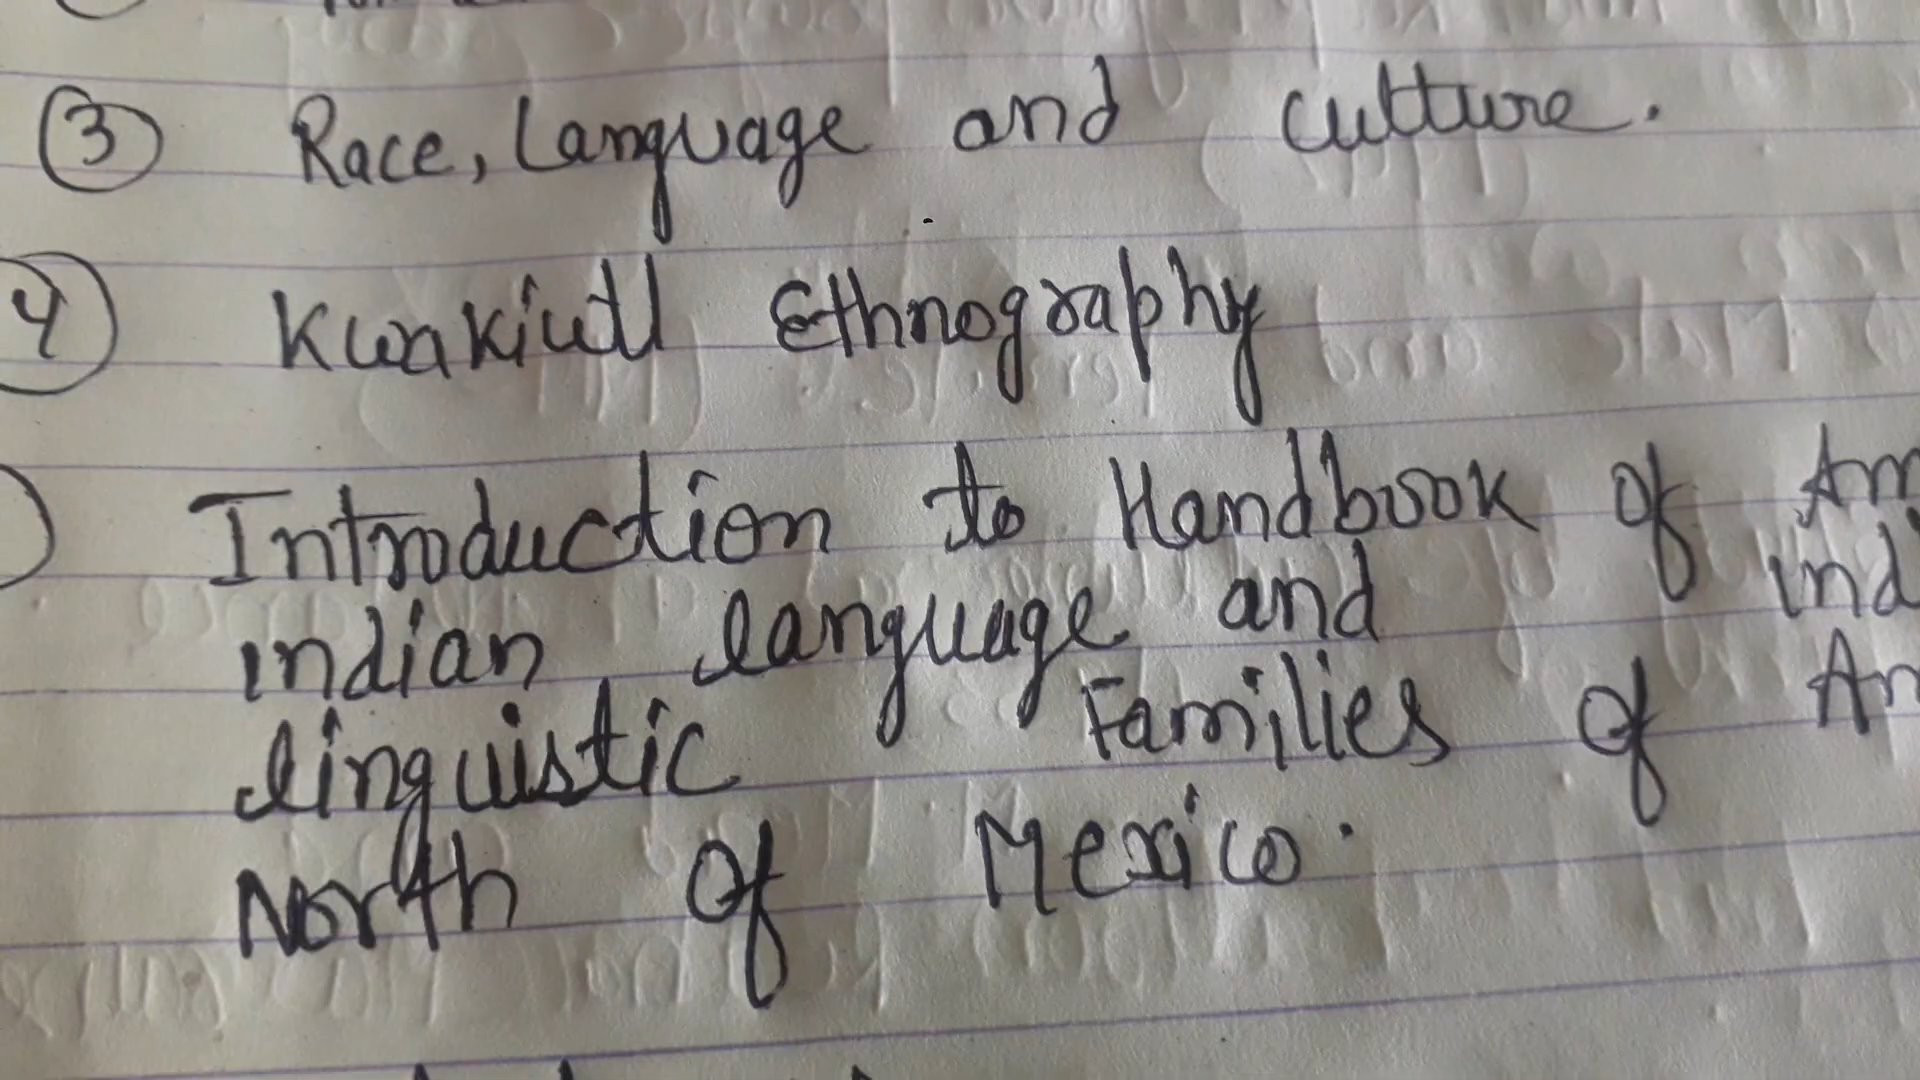 ③ Race, Language and culture.
④ Kwakiutl Ethnography
Introduction to Handbook of Am
indian language and ind
linguistic Families of Am
North of Mexico.